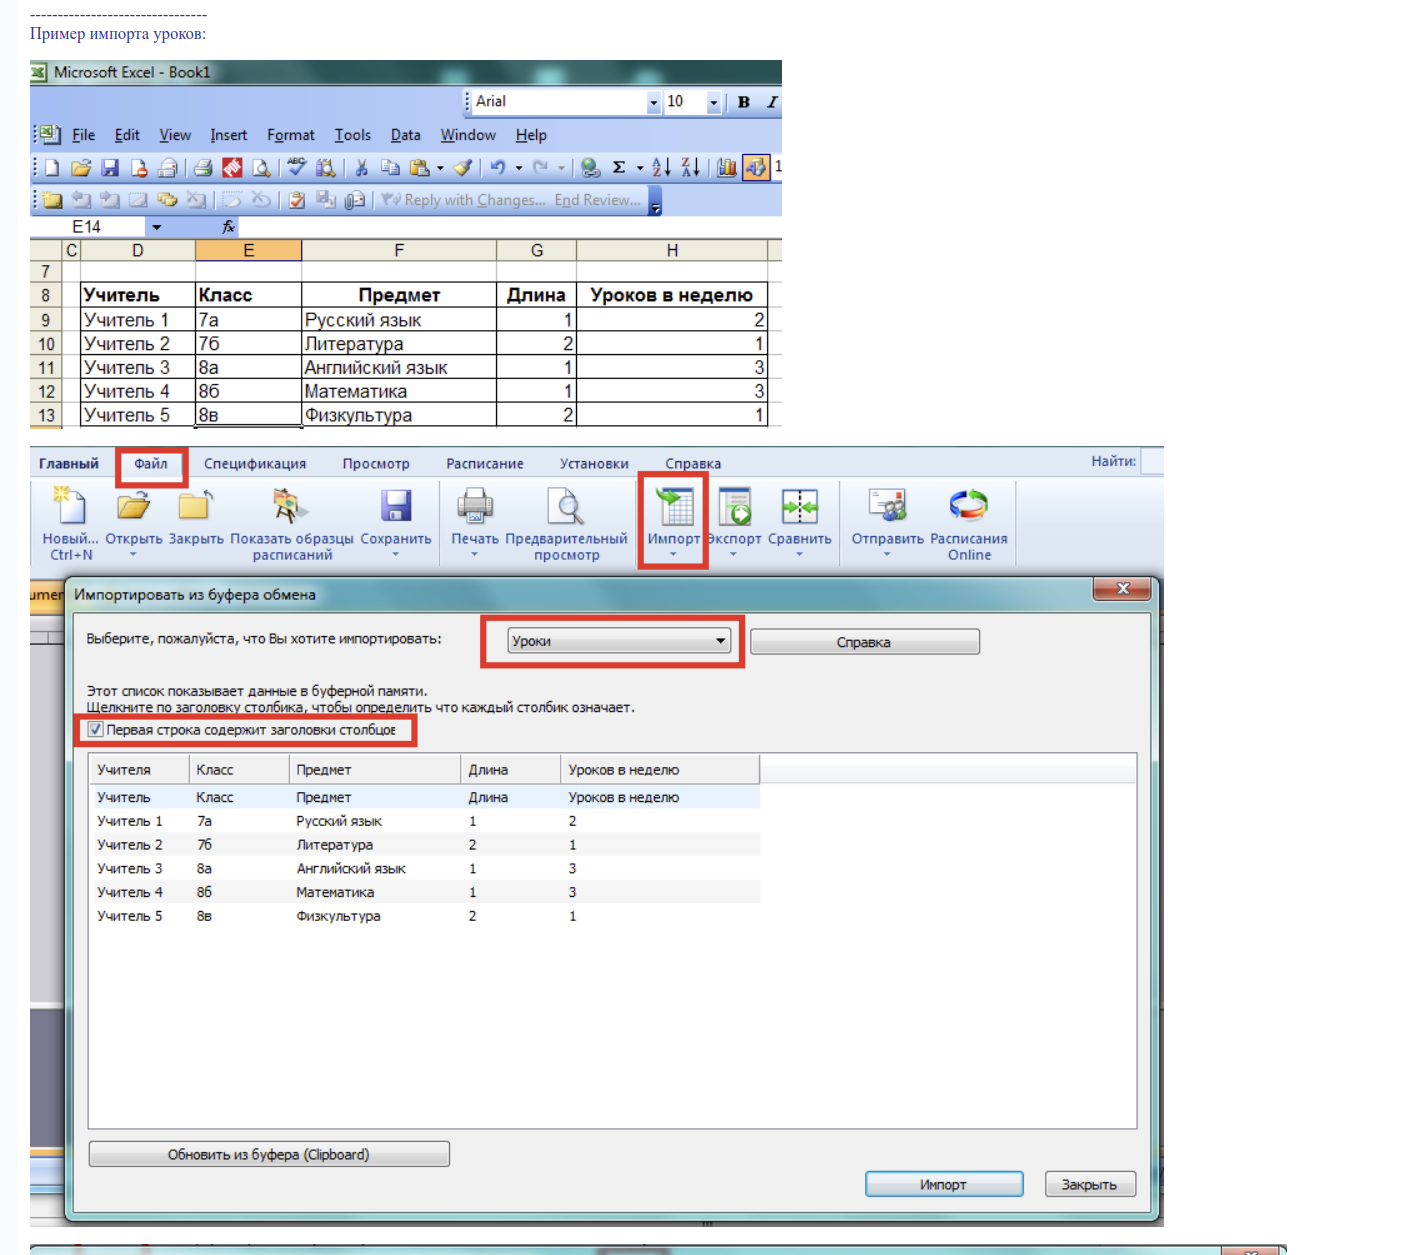 --------------------------------
Пример импорта уроков:
Microsoft Excel - Book1
Arial 10 B I
File Edit View Insert Format Tools Data Window Help
Reply with Changes... End Review...
E14 fx
C D E F G H
7
8 Учитель Класс Предмет Длина Уроков в неделю
9 Учитель 1 7а Русский язык 1 2
10 Учитель 2 7б Литература 2 1
11 Учитель 3 8а Английский язык 1 3
12 Учитель 4 8б Математика 1 3
13 Учитель 5 8в Физкультура 2 1
Главный Файл Спецификация Просмотр Расписание Установки Справка Найти:
Новый... Открыть Закрыть Показать образцы Сохранить Печать Предварительный Импорт Экспорт Сравнить Отправить Расписания
Ctrl+N расписаний просмотр Online
Импортировать из буфера обмена
Выберите, пожалуйста, что Вы хотите импортировать: Уроки Справка
Этот список показывает данные в буферной памяти.
Щелкните по заголовку столбика, чтобы определить что каждый столбик означает.
Первая строка содержит заголовки столбцов
Учителя Класс Предмет Длина Уроков в неделю
Учитель Класс Предмет Длина Уроков в неделю
Учитель 1 7а Русский язык 1 2
Учитель 2 7б Литература 2 1
Учитель 3 8а Английский язык 1 3
Учитель 4 8б Математика 1 3
Учитель 5 8в Физкультура 2 1
Обновить из буфера (Clipboard)
Импорт Закрыть